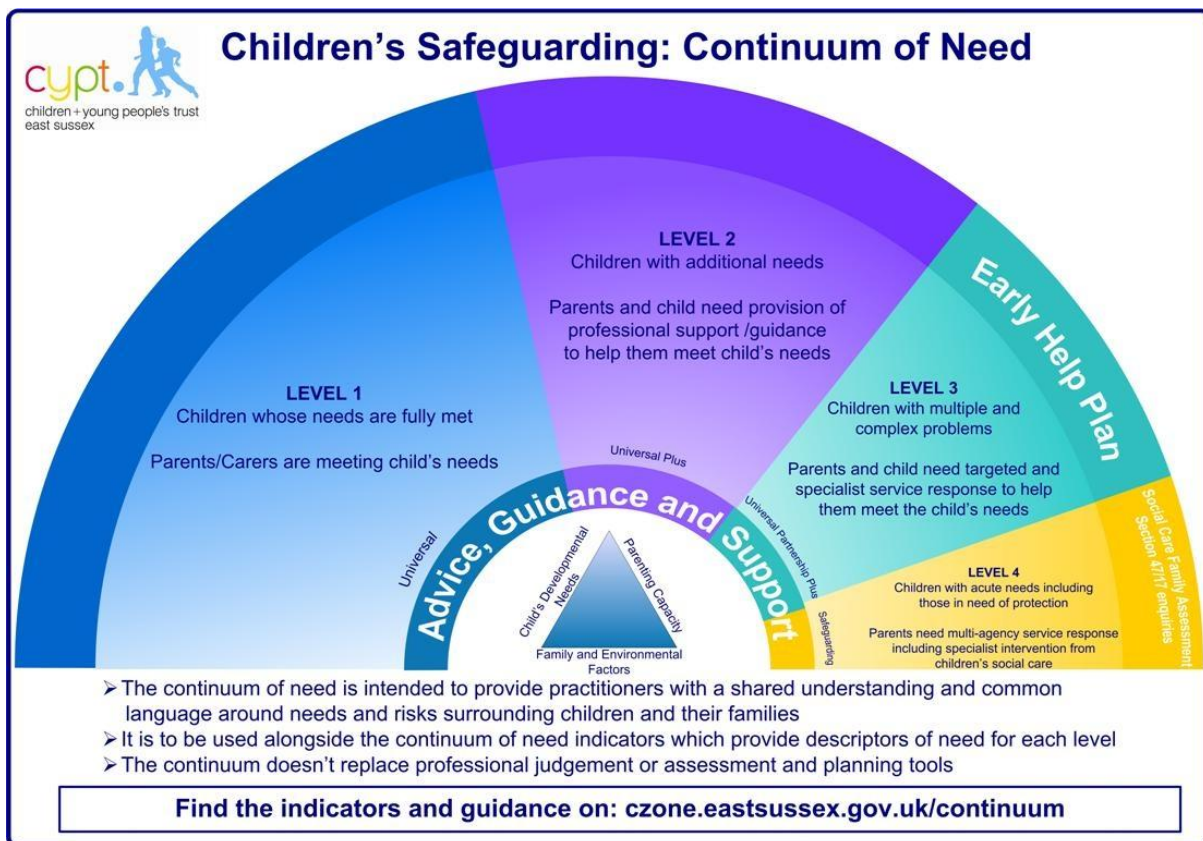 Children's Safeguarding: Continuum of Need
cypt.
children + young people's trust
east sussex
LEVEL 1
Children whose needs are fully met
Parents/Carers are meeting child's needs
LEVEL 2
Children with additional needs
Parents and child need provision of
professional support /guidance
to help them meet child's needs
LEVEL 3
Children with multiple and
complex problems
Parents and child need targeted and
specialist service response to help
them meet the child's needs
Early Help Plan
LEVEL 4
Children with acute needs including
those in need of protection
Parents need multi-agency service response
including specialist intervention from
children's social care
Social Care Family Assessment
Section 47/17 enquiries
Universal
Universal Plus
Universal Partnership Plus
Safeguarding
Advice, Guidance and Support
Child's Developmental
Needs
Parenting Capacity
Family and Environmental
Factors
➢ The continuum of need is intended to provide practitioners with a shared understanding and common
language around needs and risks surrounding children and their families
➢ It is to be used alongside the continuum of need indicators which provide descriptors of need for each level
➢ The continuum doesn't replace professional judgement or assessment and planning tools
Find the indicators and guidance on: czone.eastsussex.gov.uk/continuum